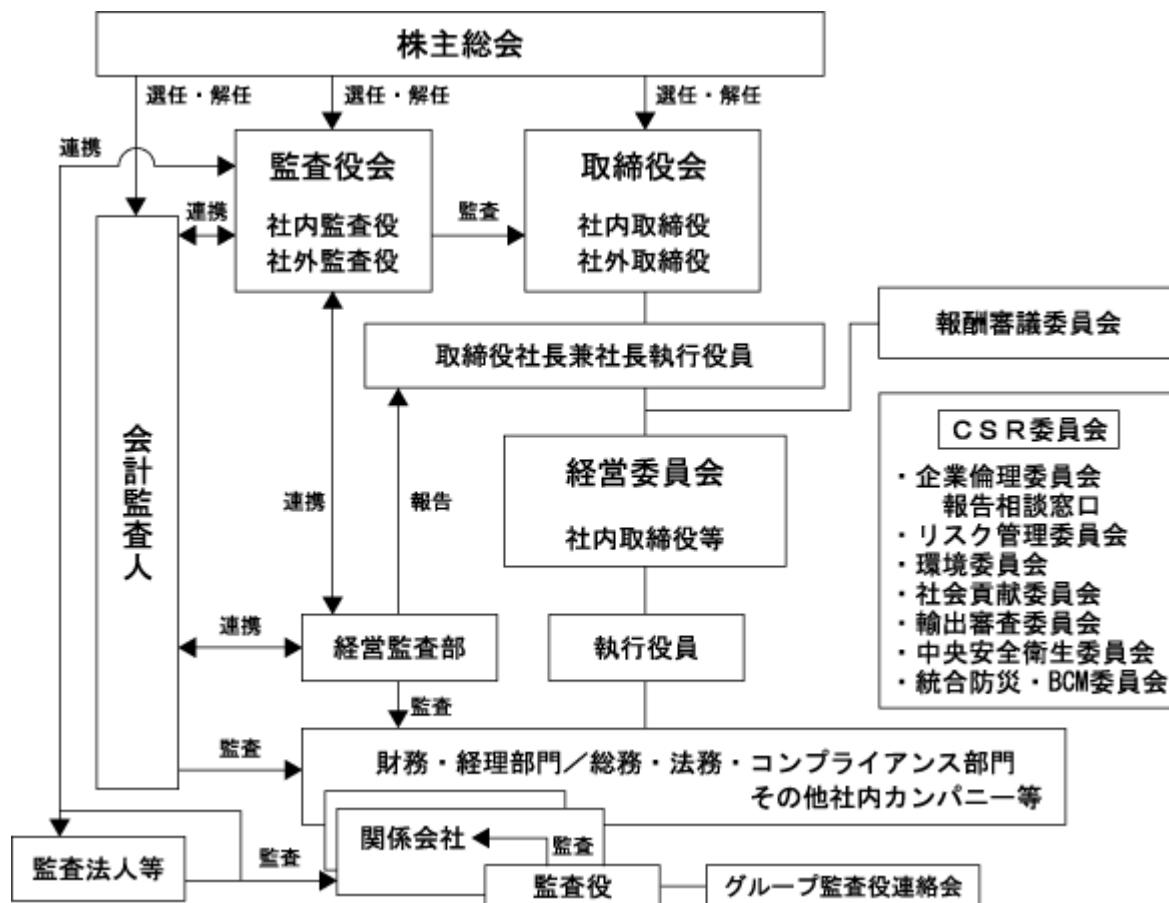 株主総会
選任・解任
選任・解任
選任・解任
連携
監査役会
社内監査役
社外監査役
連携
監査
取締役会
社内取締役
社外取締役
報酬審議委員会
取締役社長兼社長執行役員
会計監査人
連携
報告
経営委員会
社内取締役等
CSR委員会
・企業倫理委員会
報告相談窓口
・リスク管理委員会
・環境委員会
・社会貢献委員会
・輸出審査委員会
・中央安全衛生委員会
・統合防災・BCM委員会
連携
経営監査部
執行役員
監査
監査
財務・経理部門／総務・法務・コンプライアンス部門
その他社内カンパニー等
監査法人等
監査
関係会社
監査
監査役
グループ監査役連絡会